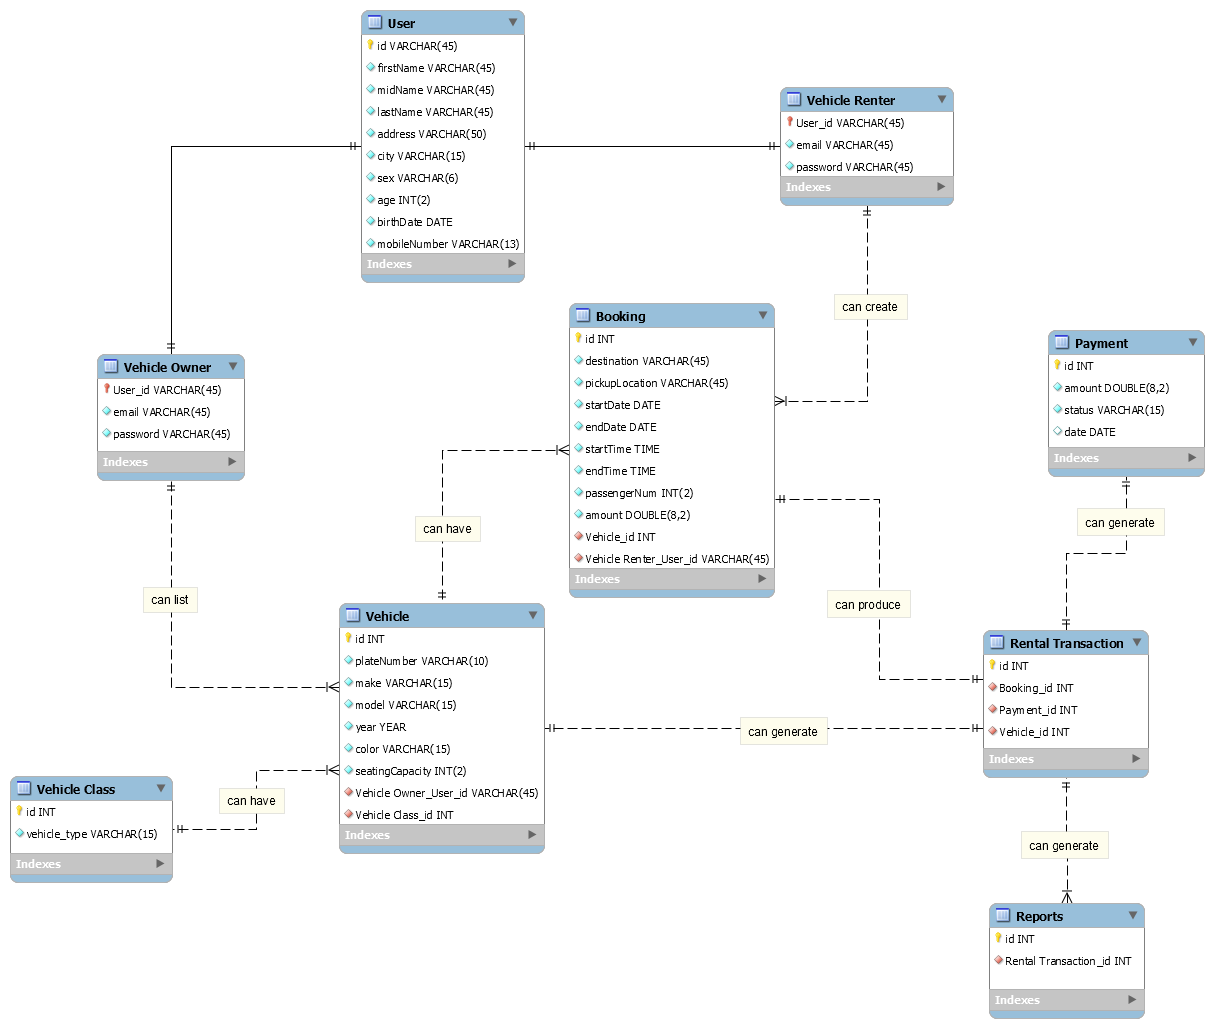 User
id VARCHAR(45)
firstName VARCHAR(45)
midName VARCHAR(45)
lastName VARCHAR(45)
address VARCHAR(50)
city VARCHAR(15)
sex VARCHAR(6)
age INT(2)
birthDate DATE
mobileNumber VARCHAR(13)
Indexes
Vehicle Renter
User_id VARCHAR(45)
email VARCHAR(45)
password VARCHAR(45)
Indexes
can create
Vehicle Owner
User_id VARCHAR(45)
email VARCHAR(45)
password VARCHAR(45)
Indexes
can list
Booking
id INT
destination VARCHAR(45)
pickupLocation VARCHAR(45)
startDate DATE
endDate DATE
startTime TIME
endTime TIME
passengerNum INT(2)
amount DOUBLE(8,2)
Vehicle_id INT
Vehicle Renter_User_id VARCHAR(45)
Indexes
can have
can produce
Payment
id INT
amount DOUBLE(8,2)
status VARCHAR(15)
date DATE
Indexes
can generate
Vehicle
id INT
plateNumber VARCHAR(10)
make VARCHAR(15)
model VARCHAR(15)
year YEAR
color VARCHAR(15)
seatingCapacity INT(2)
Vehicle Owner_User_id VARCHAR(45)
Vehicle Class_id INT
Indexes
can generate
Rental Transaction
id INT
Booking_id INT
Payment_id INT
Vehicle_id INT
Indexes
Vehicle Class
id INT
vehicle_type VARCHAR(15)
Indexes
can have
can generate
Reports
id INT
Rental Transaction_id INT
Indexes